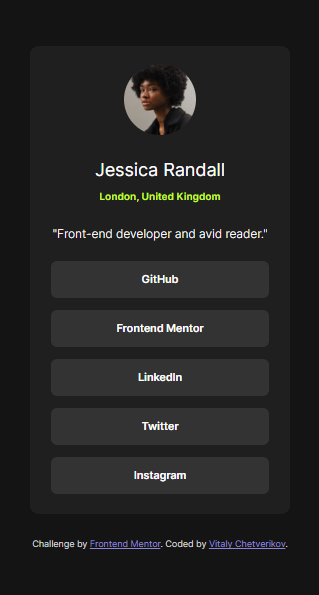 Jessica Randall
London, United Kingdom
"Front-end developer and avid reader."
GitHub
Frontend Mentor
LinkedIn
Twitter
Instagram
Challenge by Frontend Mentor. Coded by Vitaly Chetverikov.